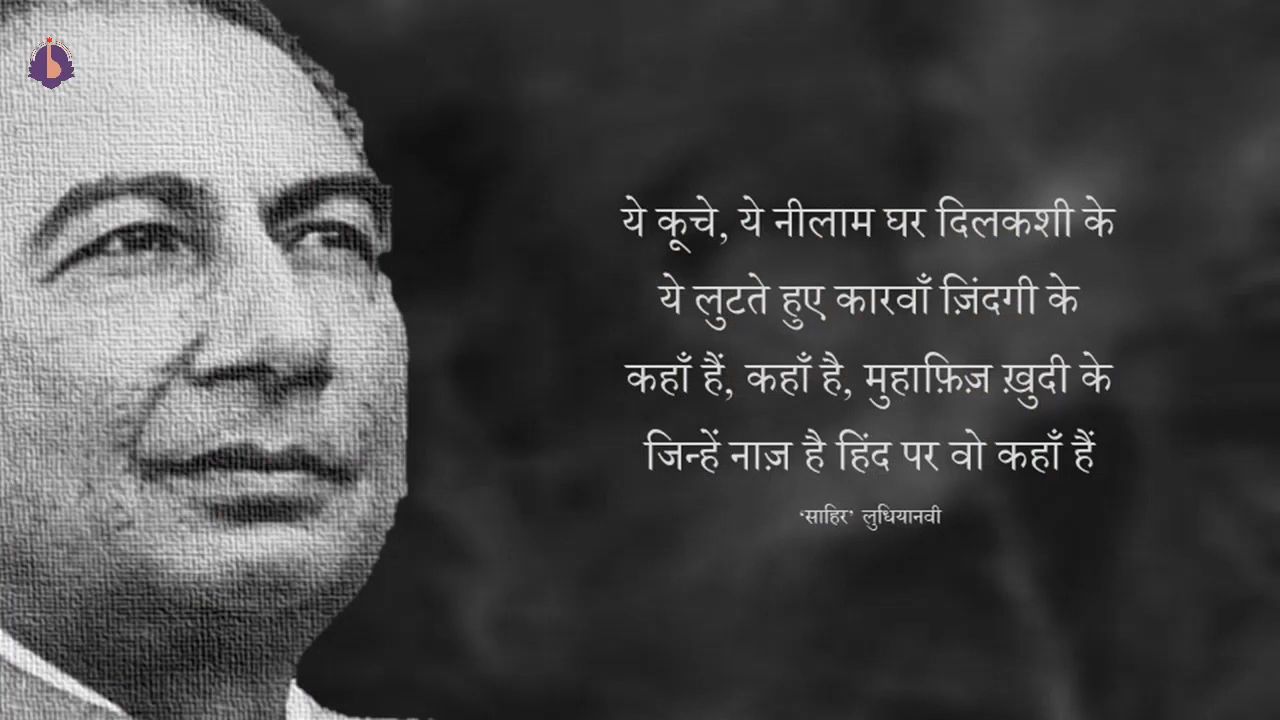 ये कूचे, ये नीलाम घर दिलकशी के
ये लुटते हुए कारवाँ ज़िंदगी के
कहाँ हैं, कहाँ है, मुहाफ़िज़ ख़ुदी के
जिन्हें नाज़ है हिंद पर वो कहाँ हैं
‘साहिर’ लुधियानवी